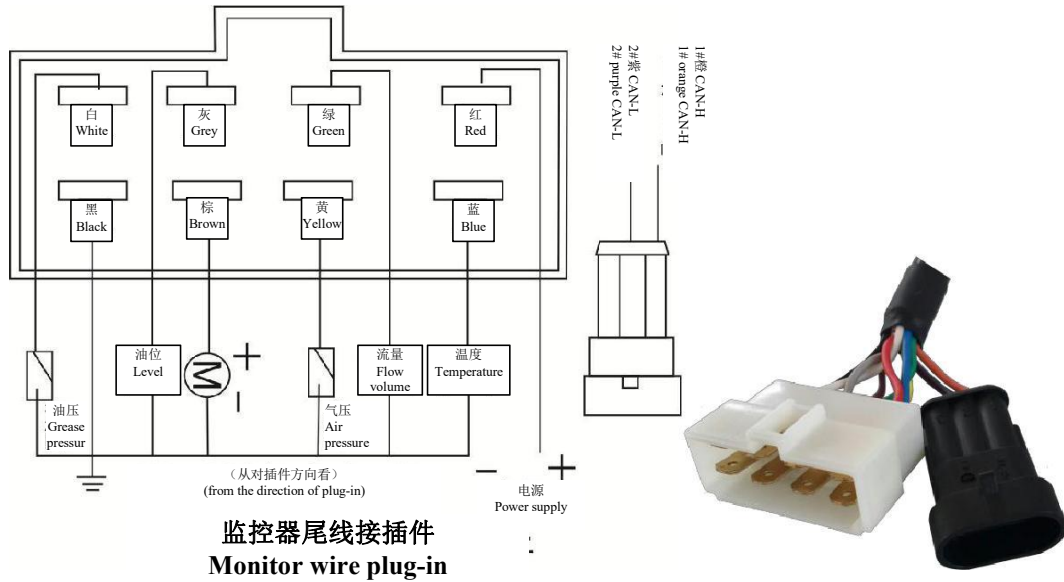 白
White
灰
Grey
绿
Green
红
Red
黑
Black
棕
Brown
黄
Yellow
蓝
Blue
油压
Grease
pressur
油位
Level
M
+
-
气压
Air
pressure
流量
Flow
volume
温度
Temperature
- +
电源
Power supply
（从对插件方向看）
(from the direction of plug-in)
监控器尾线接插件
Monitor wire plug-in
1#橙 CAN-H
1# orange CAN-H
2#紫 CAN-L
2# purple CAN-L